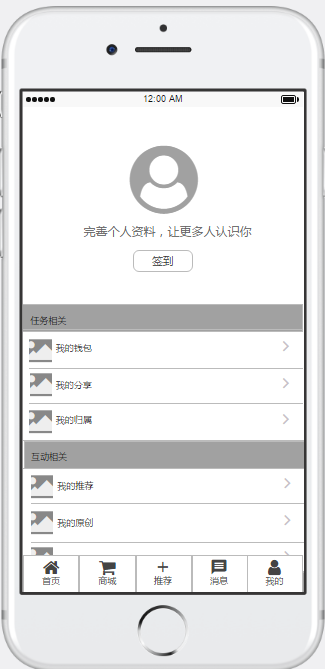 12:00 AM
完善个人资料，让更多人认识你
签到
任务相关
我的钱包
我的分享
我的归属
互动相关
我的推荐
我的原创
首页
商城
推荐
消息
我的